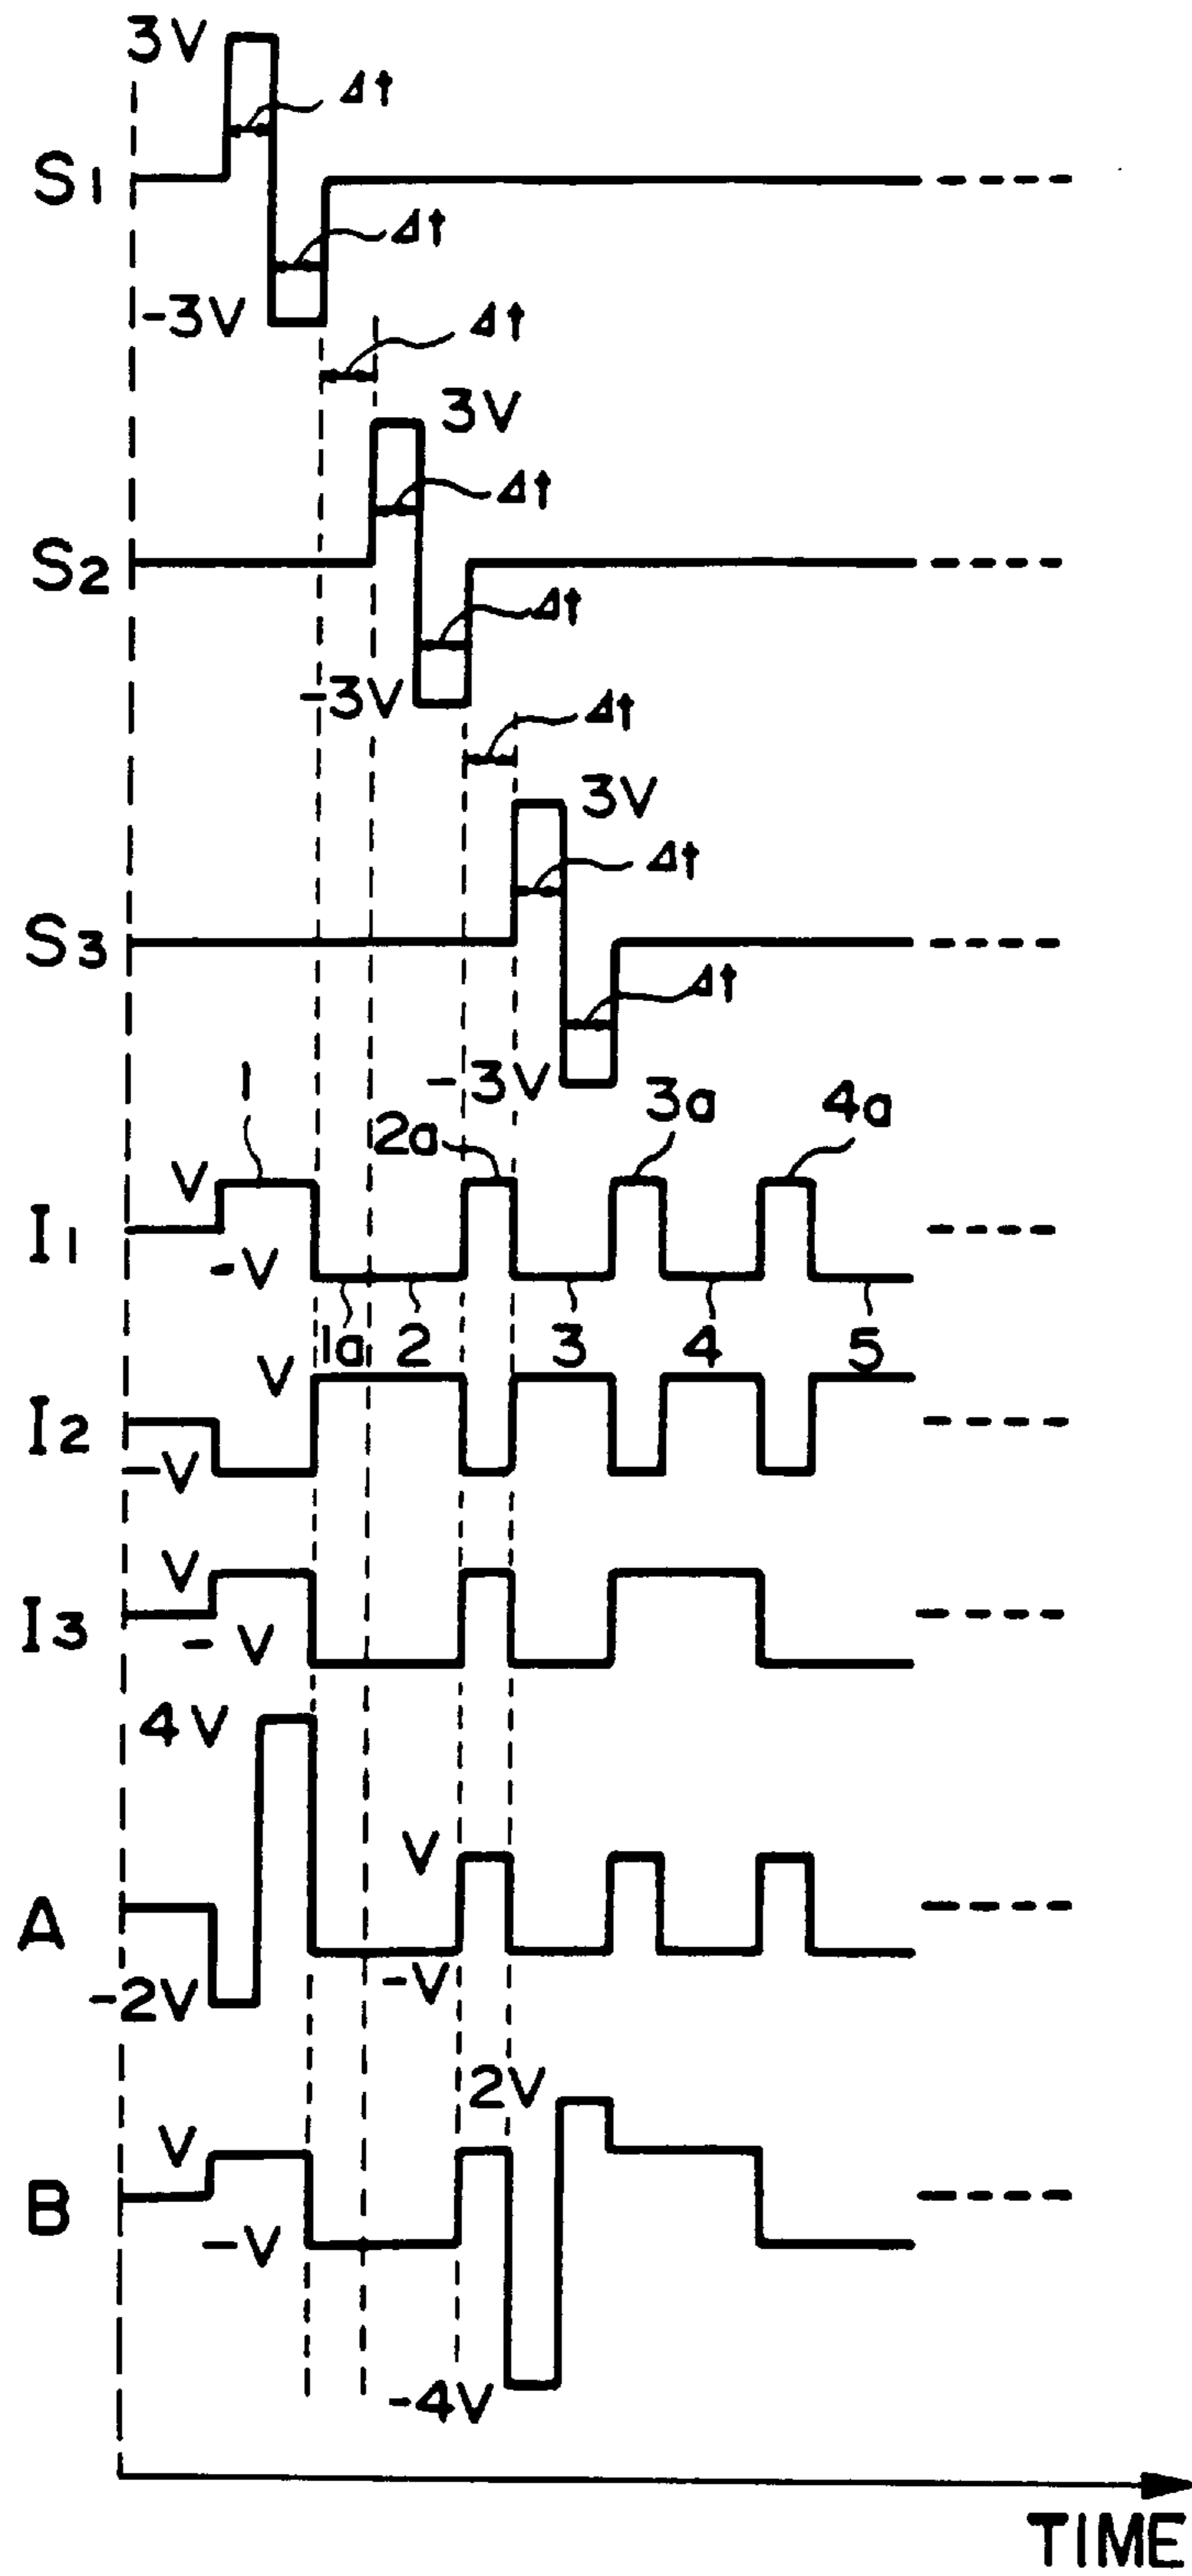 3V
Δt
S1
Δt
-3V
Δt
3V
Δt
S2
Δt
-3V
Δt
3V
Δt
S3
Δt
-3V
1
2a
3a
4a
V
I1
-V
1a
2
3
4
5
V
I2
-V
V
I3
-V
4V
V
A
-V
-2V
2V
V
B
-V
-4V
TIME